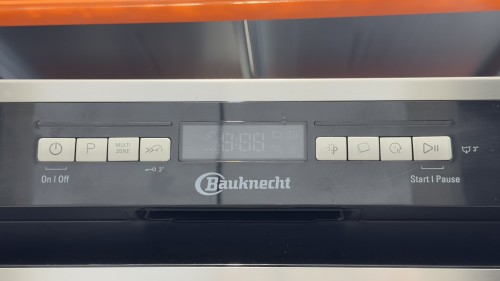 P
MULTI
ZONE
3"
3"
On | Off
Bauknecht
Start | Pause